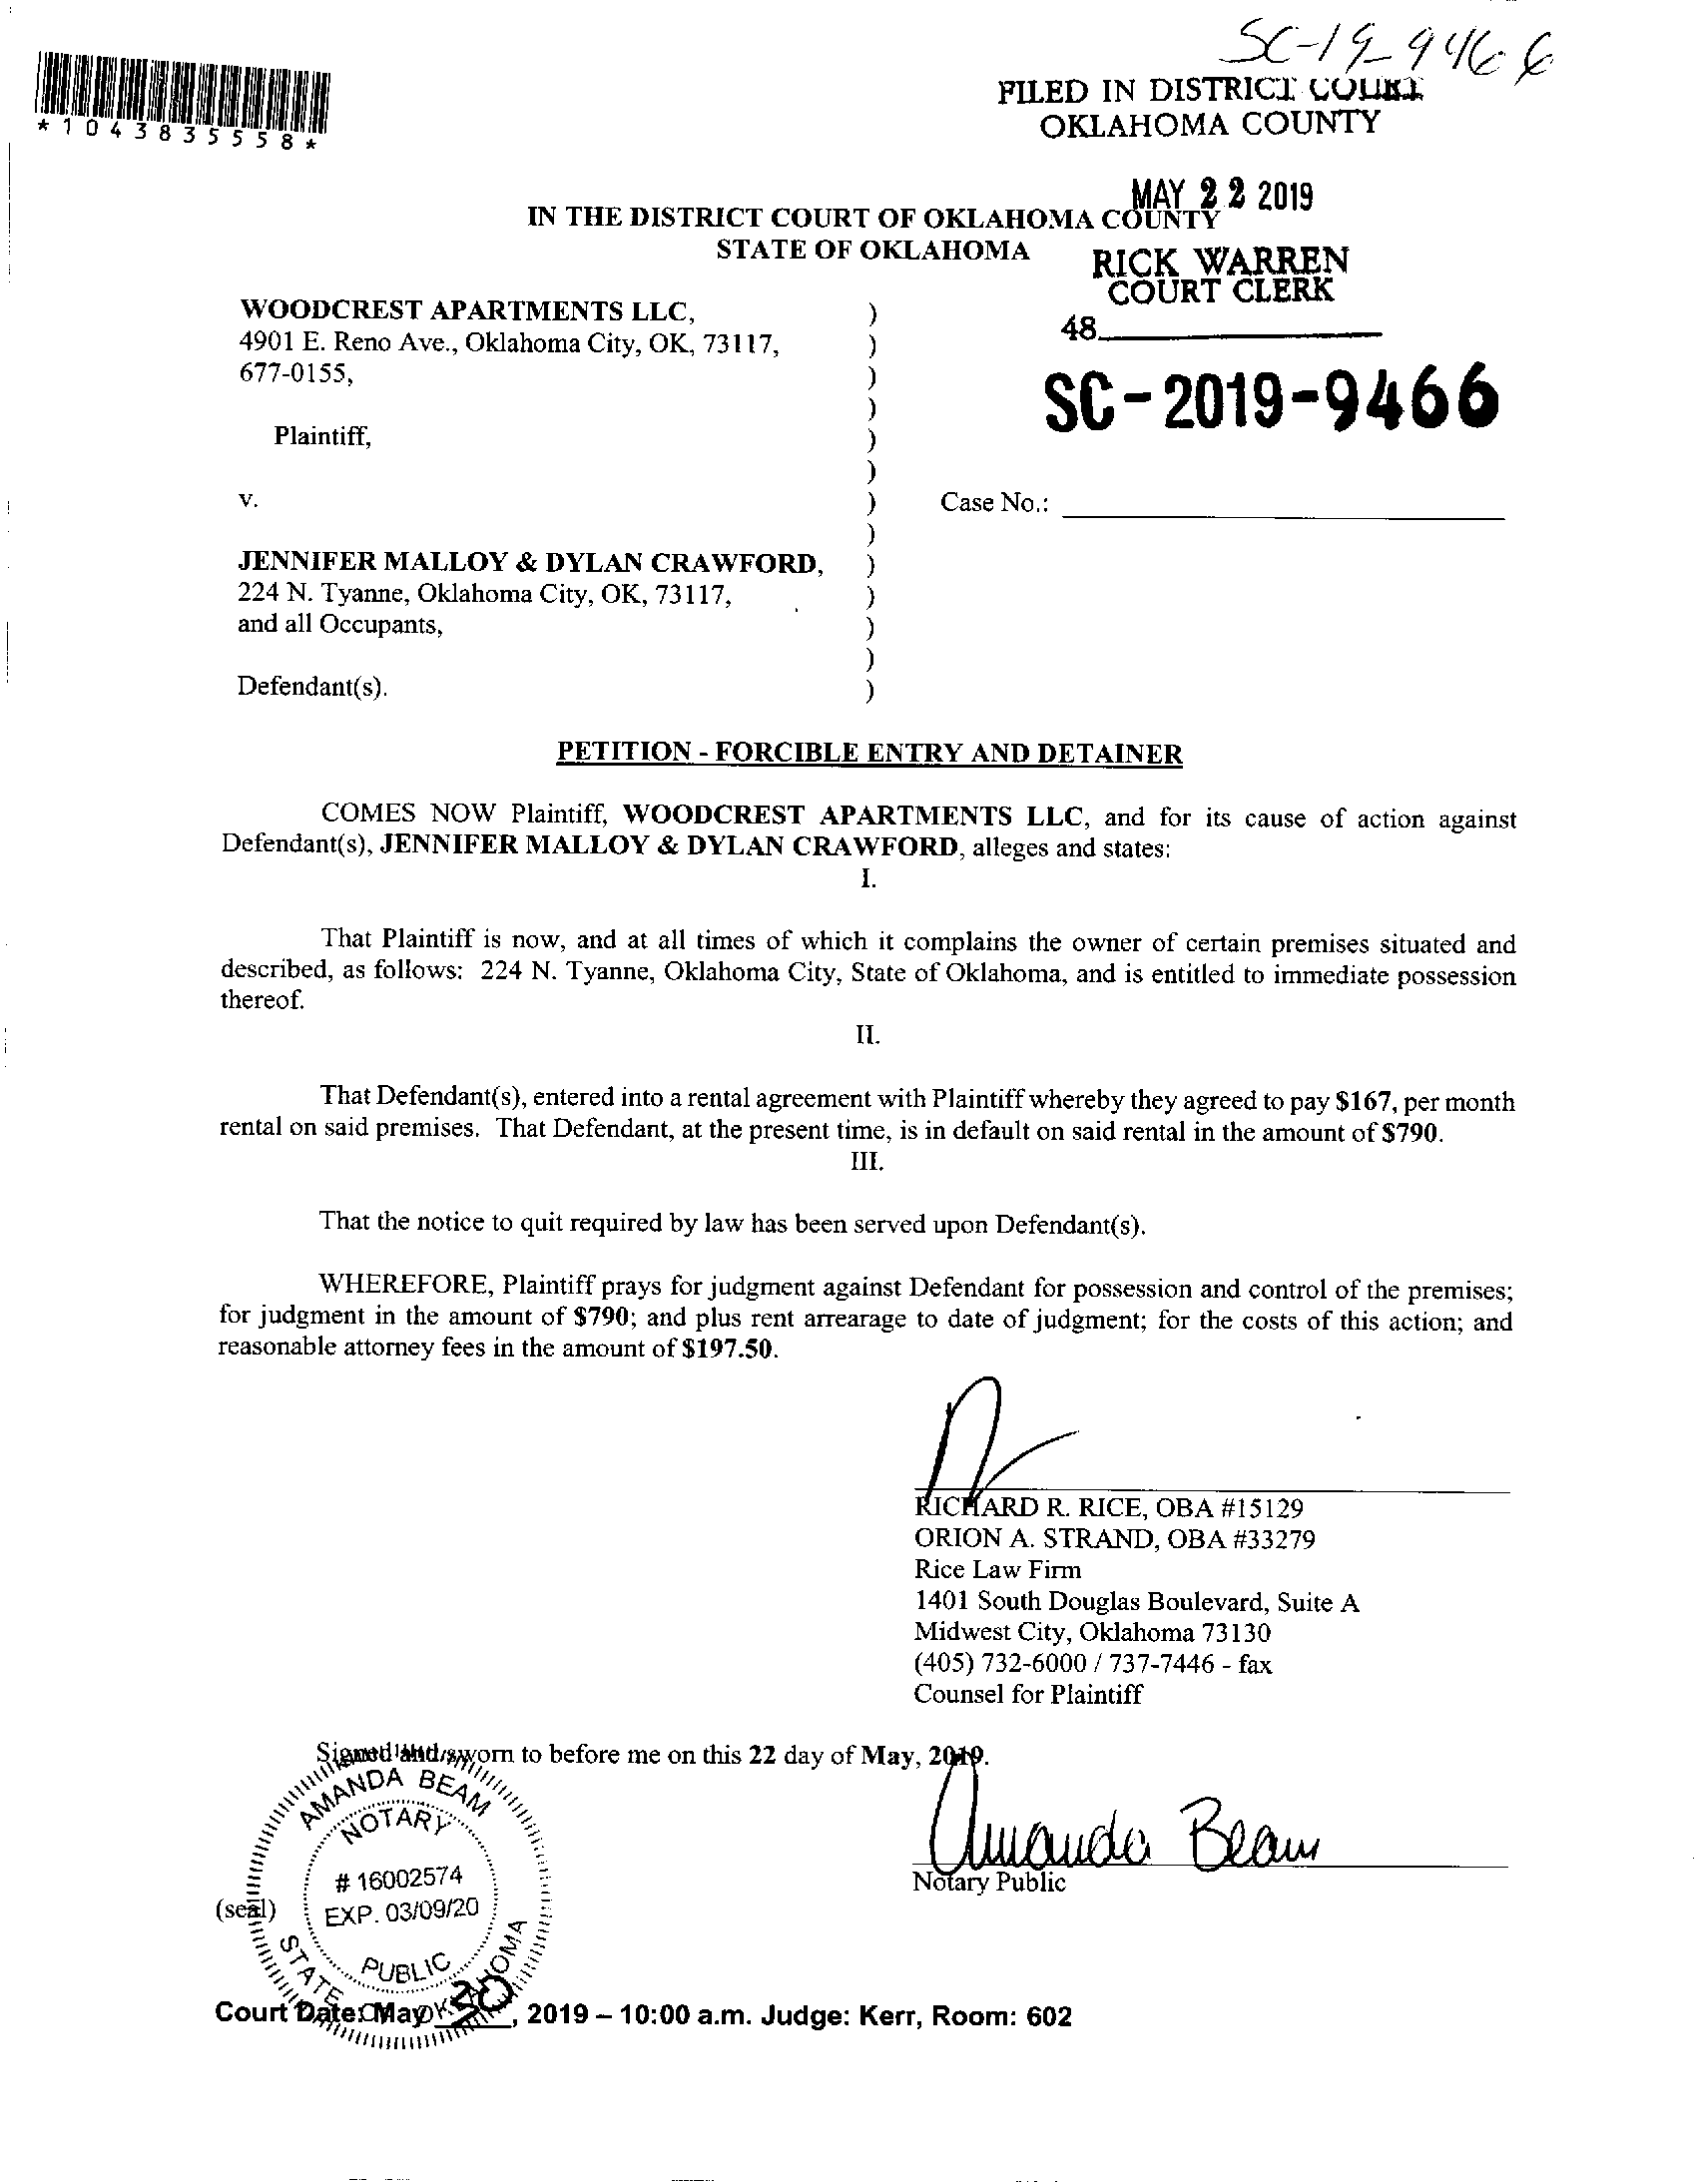 SC-19-9466
FILED IN DISTRICT COURT
OKLAHOMA COUNTY
*1043835558*
MAY 22 2019
IN THE DISTRICT COURT OF OKLAHOMA COUNTY
STATE OF OKLAHOMA
RICK WARREN
COURT CLERK
48
SC-2019-9466
WOODCREST APARTMENTS LLC, )
4901 E. Reno Ave., Oklahoma City, OK, 73117, )
677-0155, )
)
Plaintiff, )
)
v. ) Case No.:
)
JENNIFER MALLOY & DYLAN CRAWFORD, )
224 N. Tyanne, Oklahoma City, OK, 73117, )
and all Occupants, )
)
Defendant(s). )
PETITION - FORCIBLE ENTRY AND DETAINER
COMES NOW Plaintiff, WOODCREST APARTMENTS LLC, and for its cause of action against
Defendant(s), JENNIFER MALLOY & DYLAN CRAWFORD, alleges and states:
I.
That Plaintiff is now, and at all times of which it complains the owner of certain premises situated and
described, as follows: 224 N. Tyanne, Oklahoma City, State of Oklahoma, and is entitled to immediate possession
thereof.
II.
That Defendant(s), entered into a rental agreement with Plaintiff whereby they agreed to pay $167, per month
rental on said premises. That Defendant, at the present time, is in default on said rental in the amount of $790.
III.
That the notice to quit required by law has been served upon Defendant(s).
WHEREFORE, Plaintiff prays for judgment against Defendant for possession and control of the premises;
for judgment in the amount of $790; and plus rent arrearage to date of judgment; for the costs of this action; and
reasonable attorney fees in the amount of $197.50.
RICHARD R. RICE, OBA #15129
ORION A. STRAND, OBA #33279
Rice Law Firm
1401 South Douglas Boulevard, Suite A
Midwest City, Oklahoma 73130
(405) 732-6000 / 737-7446 - fax
Counsel for Plaintiff
Signed and sworn to before me on this 22 day of May, 2019.
AMANDA BEAM
NOTARY
# 16002574
EXP. 03/09/20
PUBLIC
STATE OF OKLAHOMA
(seal)
Amanda Beam
Notary Public
Court Date: May 30, 2019 – 10:00 a.m. Judge: Kerr, Room: 602